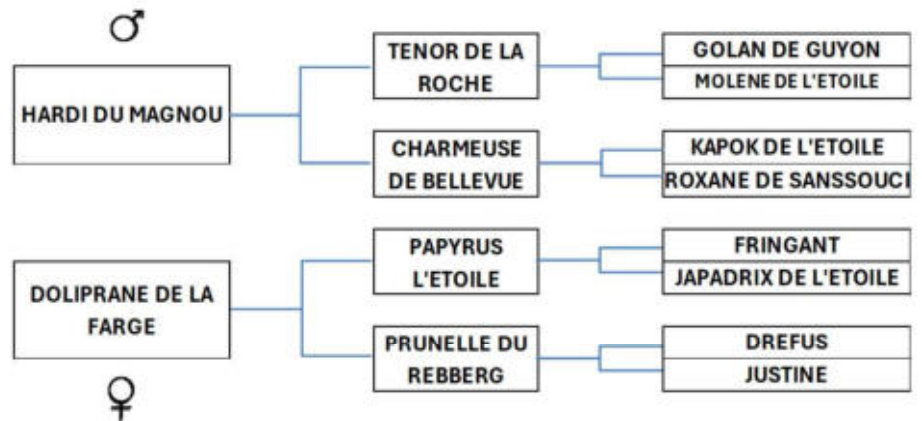 ♂
HARDI DU MAGNOU
TENOR DE LA
ROCHE
GOLAN DE GUYON
MOLENE DE L'ETOILE
CHARMEUSE
DE BELLEVUE
KAPOK DE L'ETOILE
ROXANE DE SANSSOUCI
DOLIPRANE DE LA
FARGE
♀
PAPYRUS
L'ETOILE
FRINGANT
JAPADRIX DE L'ETOILE
PRUNELLE DU
REBBERG
DREFUS
JUSTINE